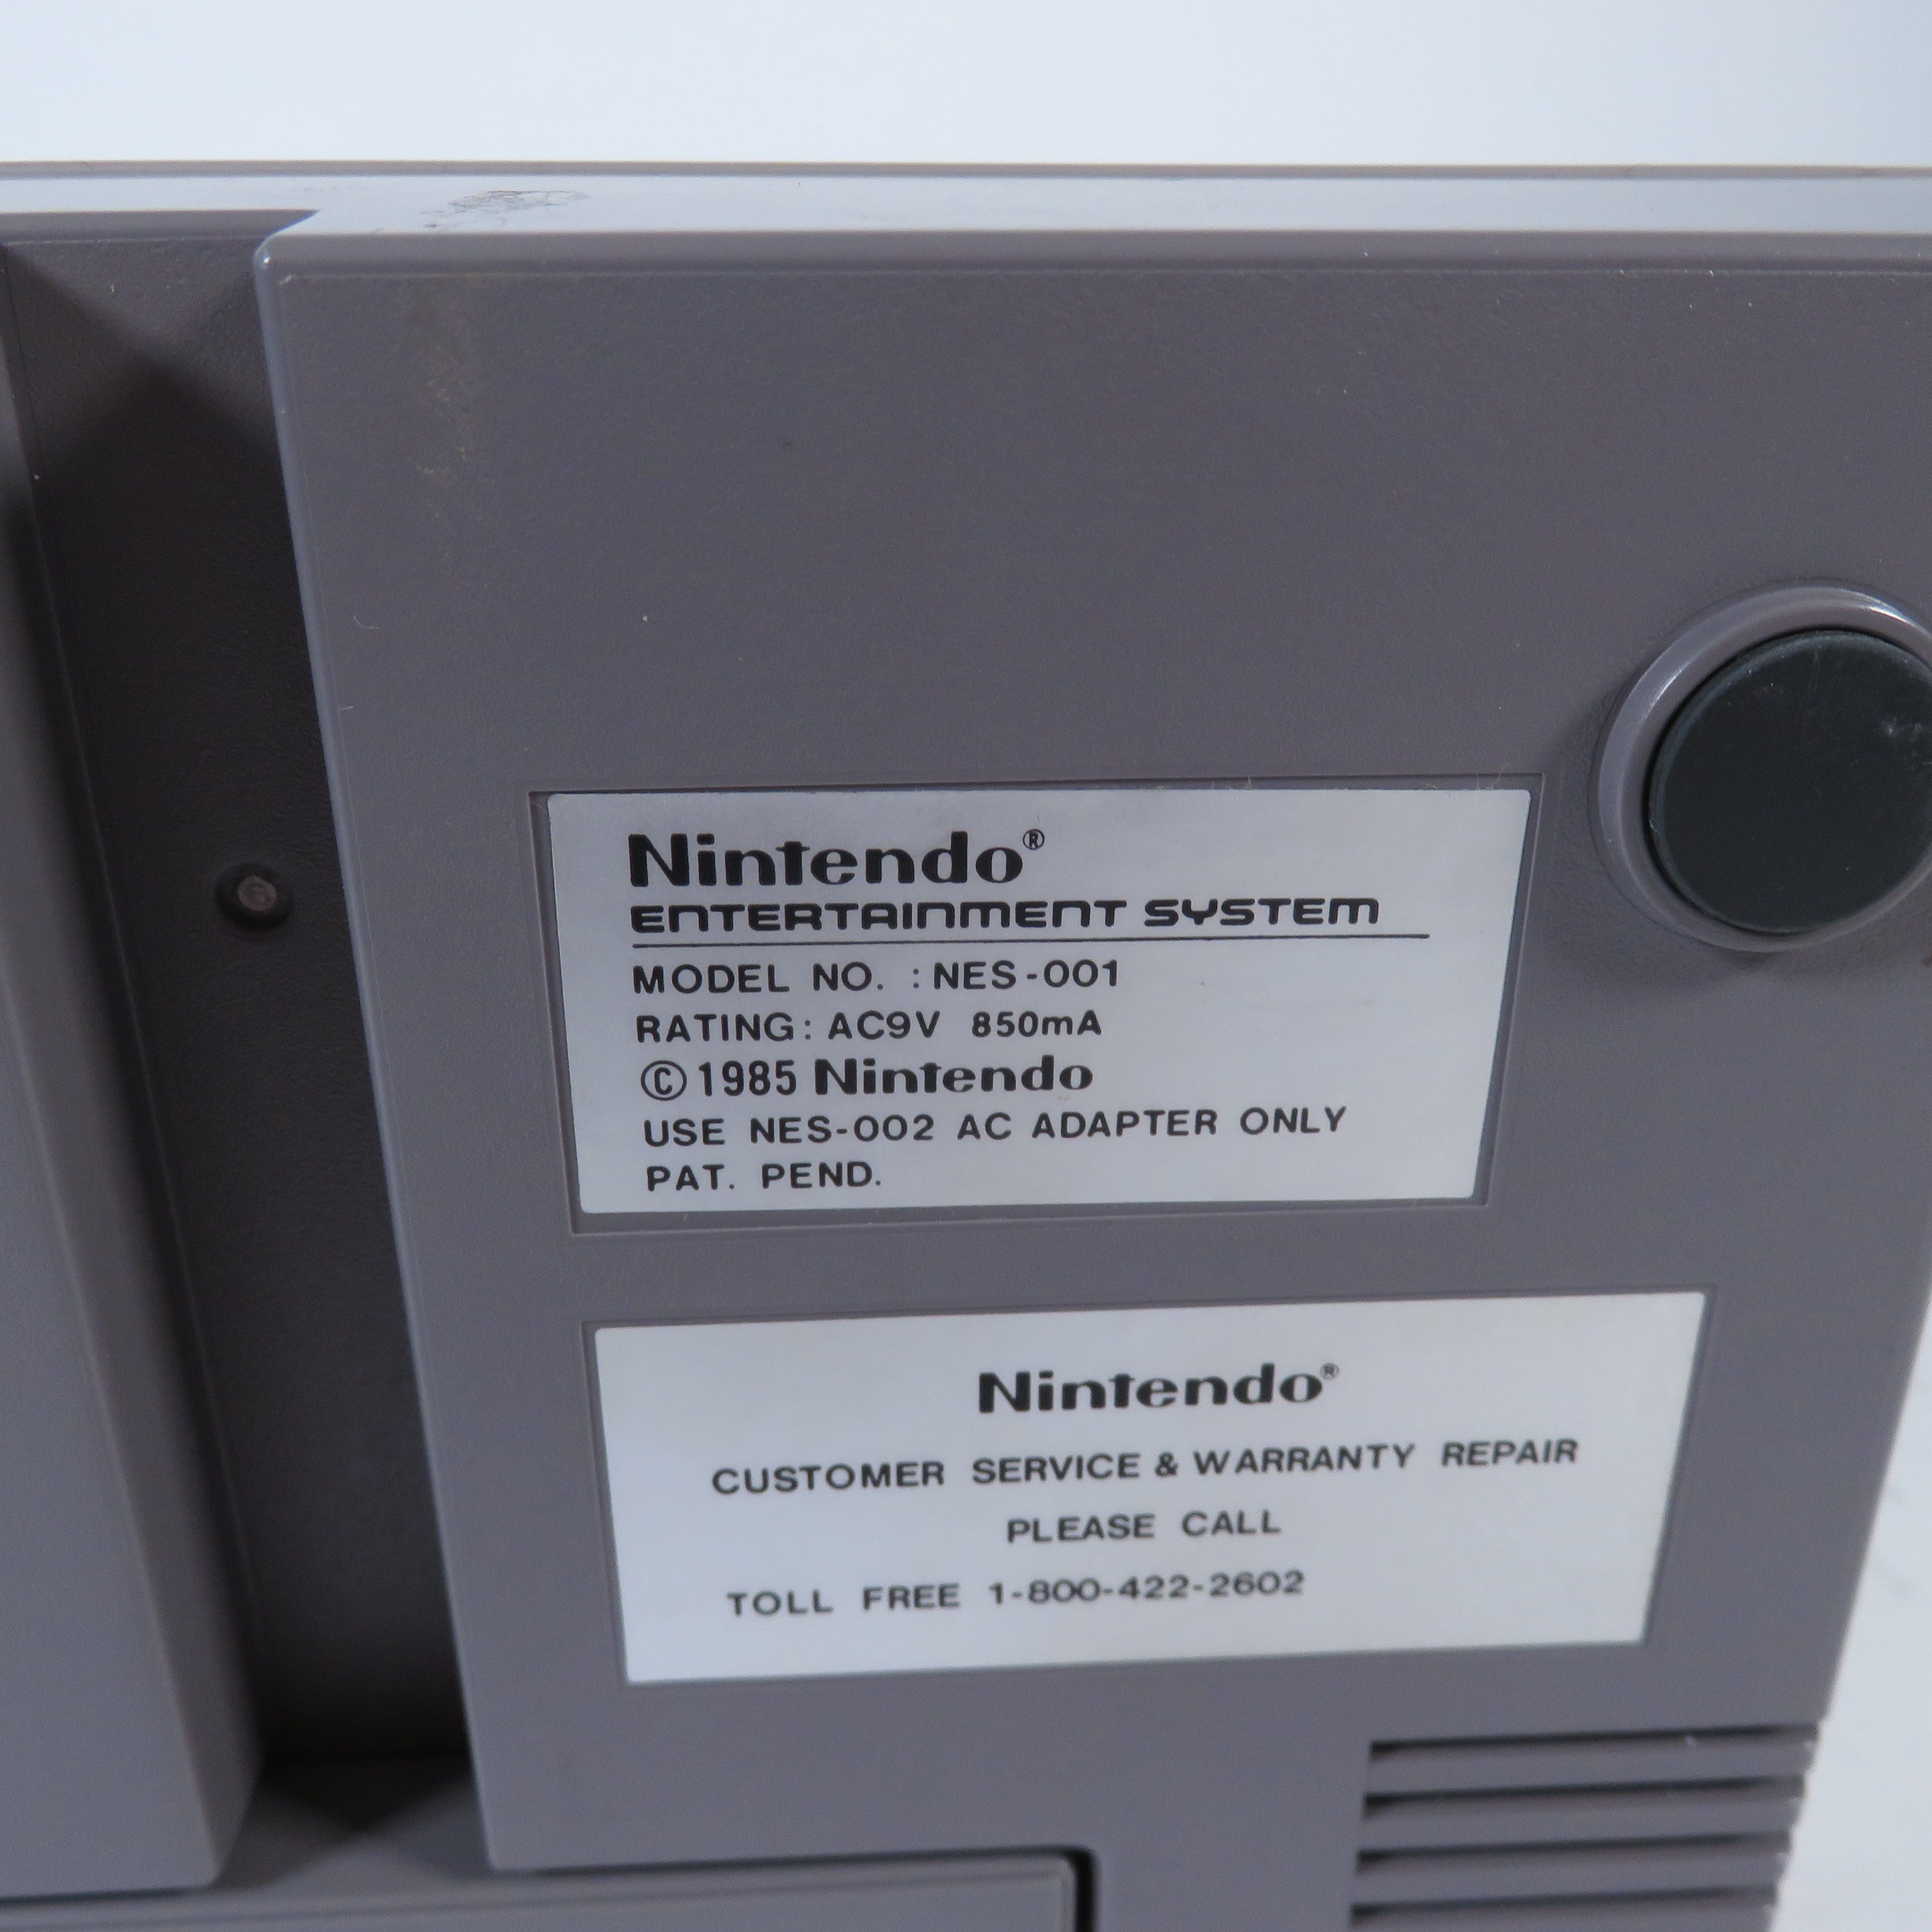 Nintendo®
ENTERTAINMENT SYSTEM
MODEL NO. : NES-001
RATING: AC9V 850mA
©1985 Nintendo
USE NES-002 AC ADAPTER ONLY
PAT. PEND.
Nintendo®
CUSTOMER SERVICE & WARRANTY REPAIR
PLEASE CALL
TOLL FREE 1-800-422-2602